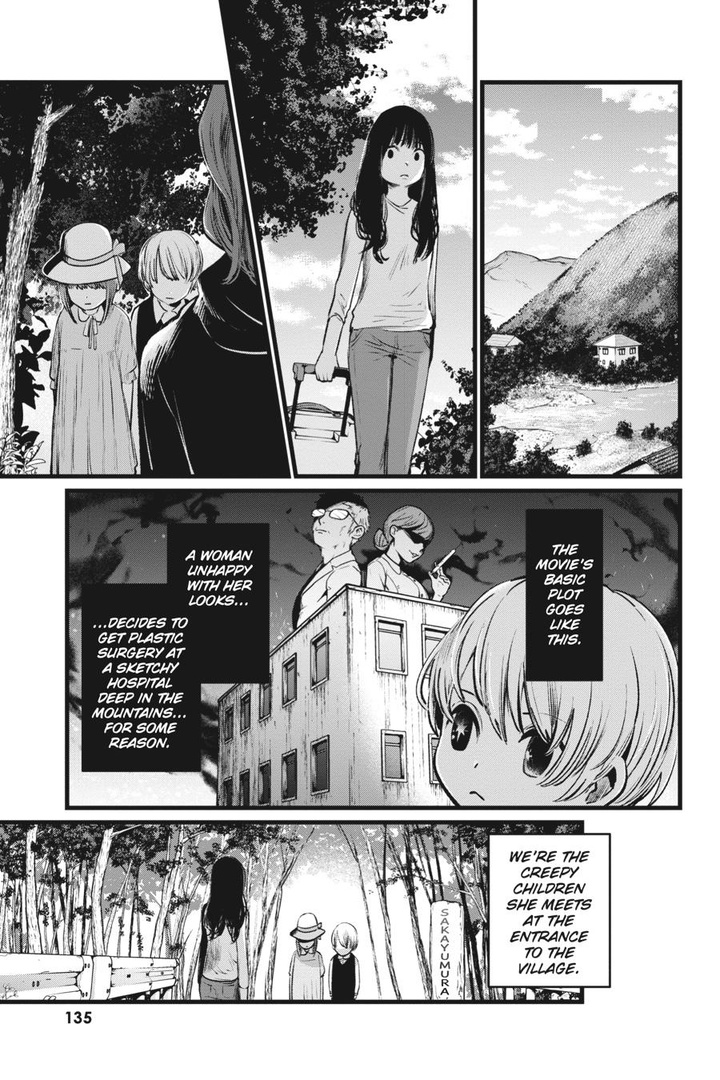 THE
MOVIE'S
BASIC
PLOT
GOES
LIKE
THIS.
A WOMAN
UNHAPPY
WITH HER
LOOKS...
...DECIDES TO
GET PLASTIC
SURGERY AT
A SKETCHY
HOSPITAL
DEEP IN THE
MOUNTAINS...
FOR SOME
REASON.
WE'RE THE
CREEPY
CHILDREN
SHE MEETS
AT THE
ENTRANCE
TO THE
VILLAGE.
SAKAYUMURA
135